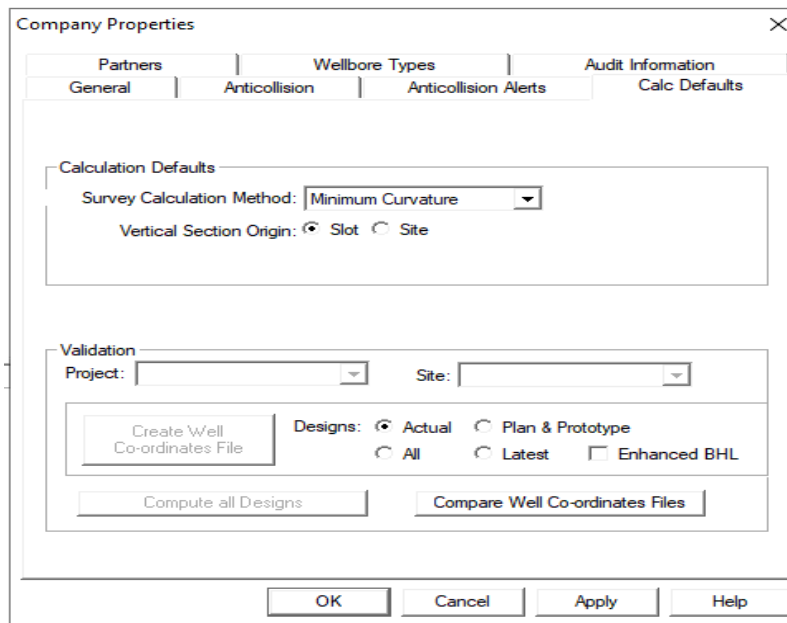 Company Properties
Partners Wellbore Types Audit Information
General Anticollision Anticollision Alerts Calc Defaults
Calculation Defaults
Survey Calculation Method: Minimum Curvature
Vertical Section Origin: Slot Site
Validation
Project: Site:
Create Well Designs: Actual Plan & Prototype
Co-ordinates File All Latest Enhanced BHL
Compute all Designs Compare Well Co-ordinates Files
OK Cancel Apply Help